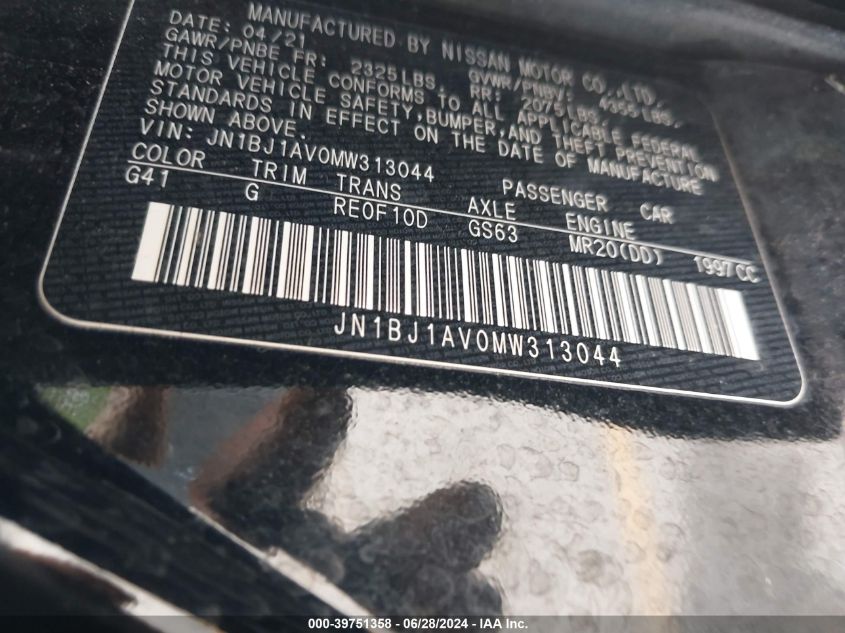 MANUFACTURED BY NISSAN MOTOR CO.,LTD.
DATE: 04/21 GVWR/PNBV: 4355 LBS.
GAWR/PNBE FR: 2325LBS. RR: 2075LBS.
THIS VEHICLE CONFORMS TO ALL APPLICABLE FEDERAL
MOTOR VEHICLE SAFETY,BUMPER,AND THEFT PREVENTION
STANDARDS IN EFFECT ON THE DATE OF MANUFACTURE
SHOWN ABOVE.
VIN: JN1BJ1AV0MW313044 PASSENGER CAR
COLOR TRIM TRANS AXLE ENGINE
G41 G RE0F10D GS63 MR20(DD) 1997CC
JN1BJ1AV0MW313044
000-39751358 - 06/28/2024 - IAA Inc.